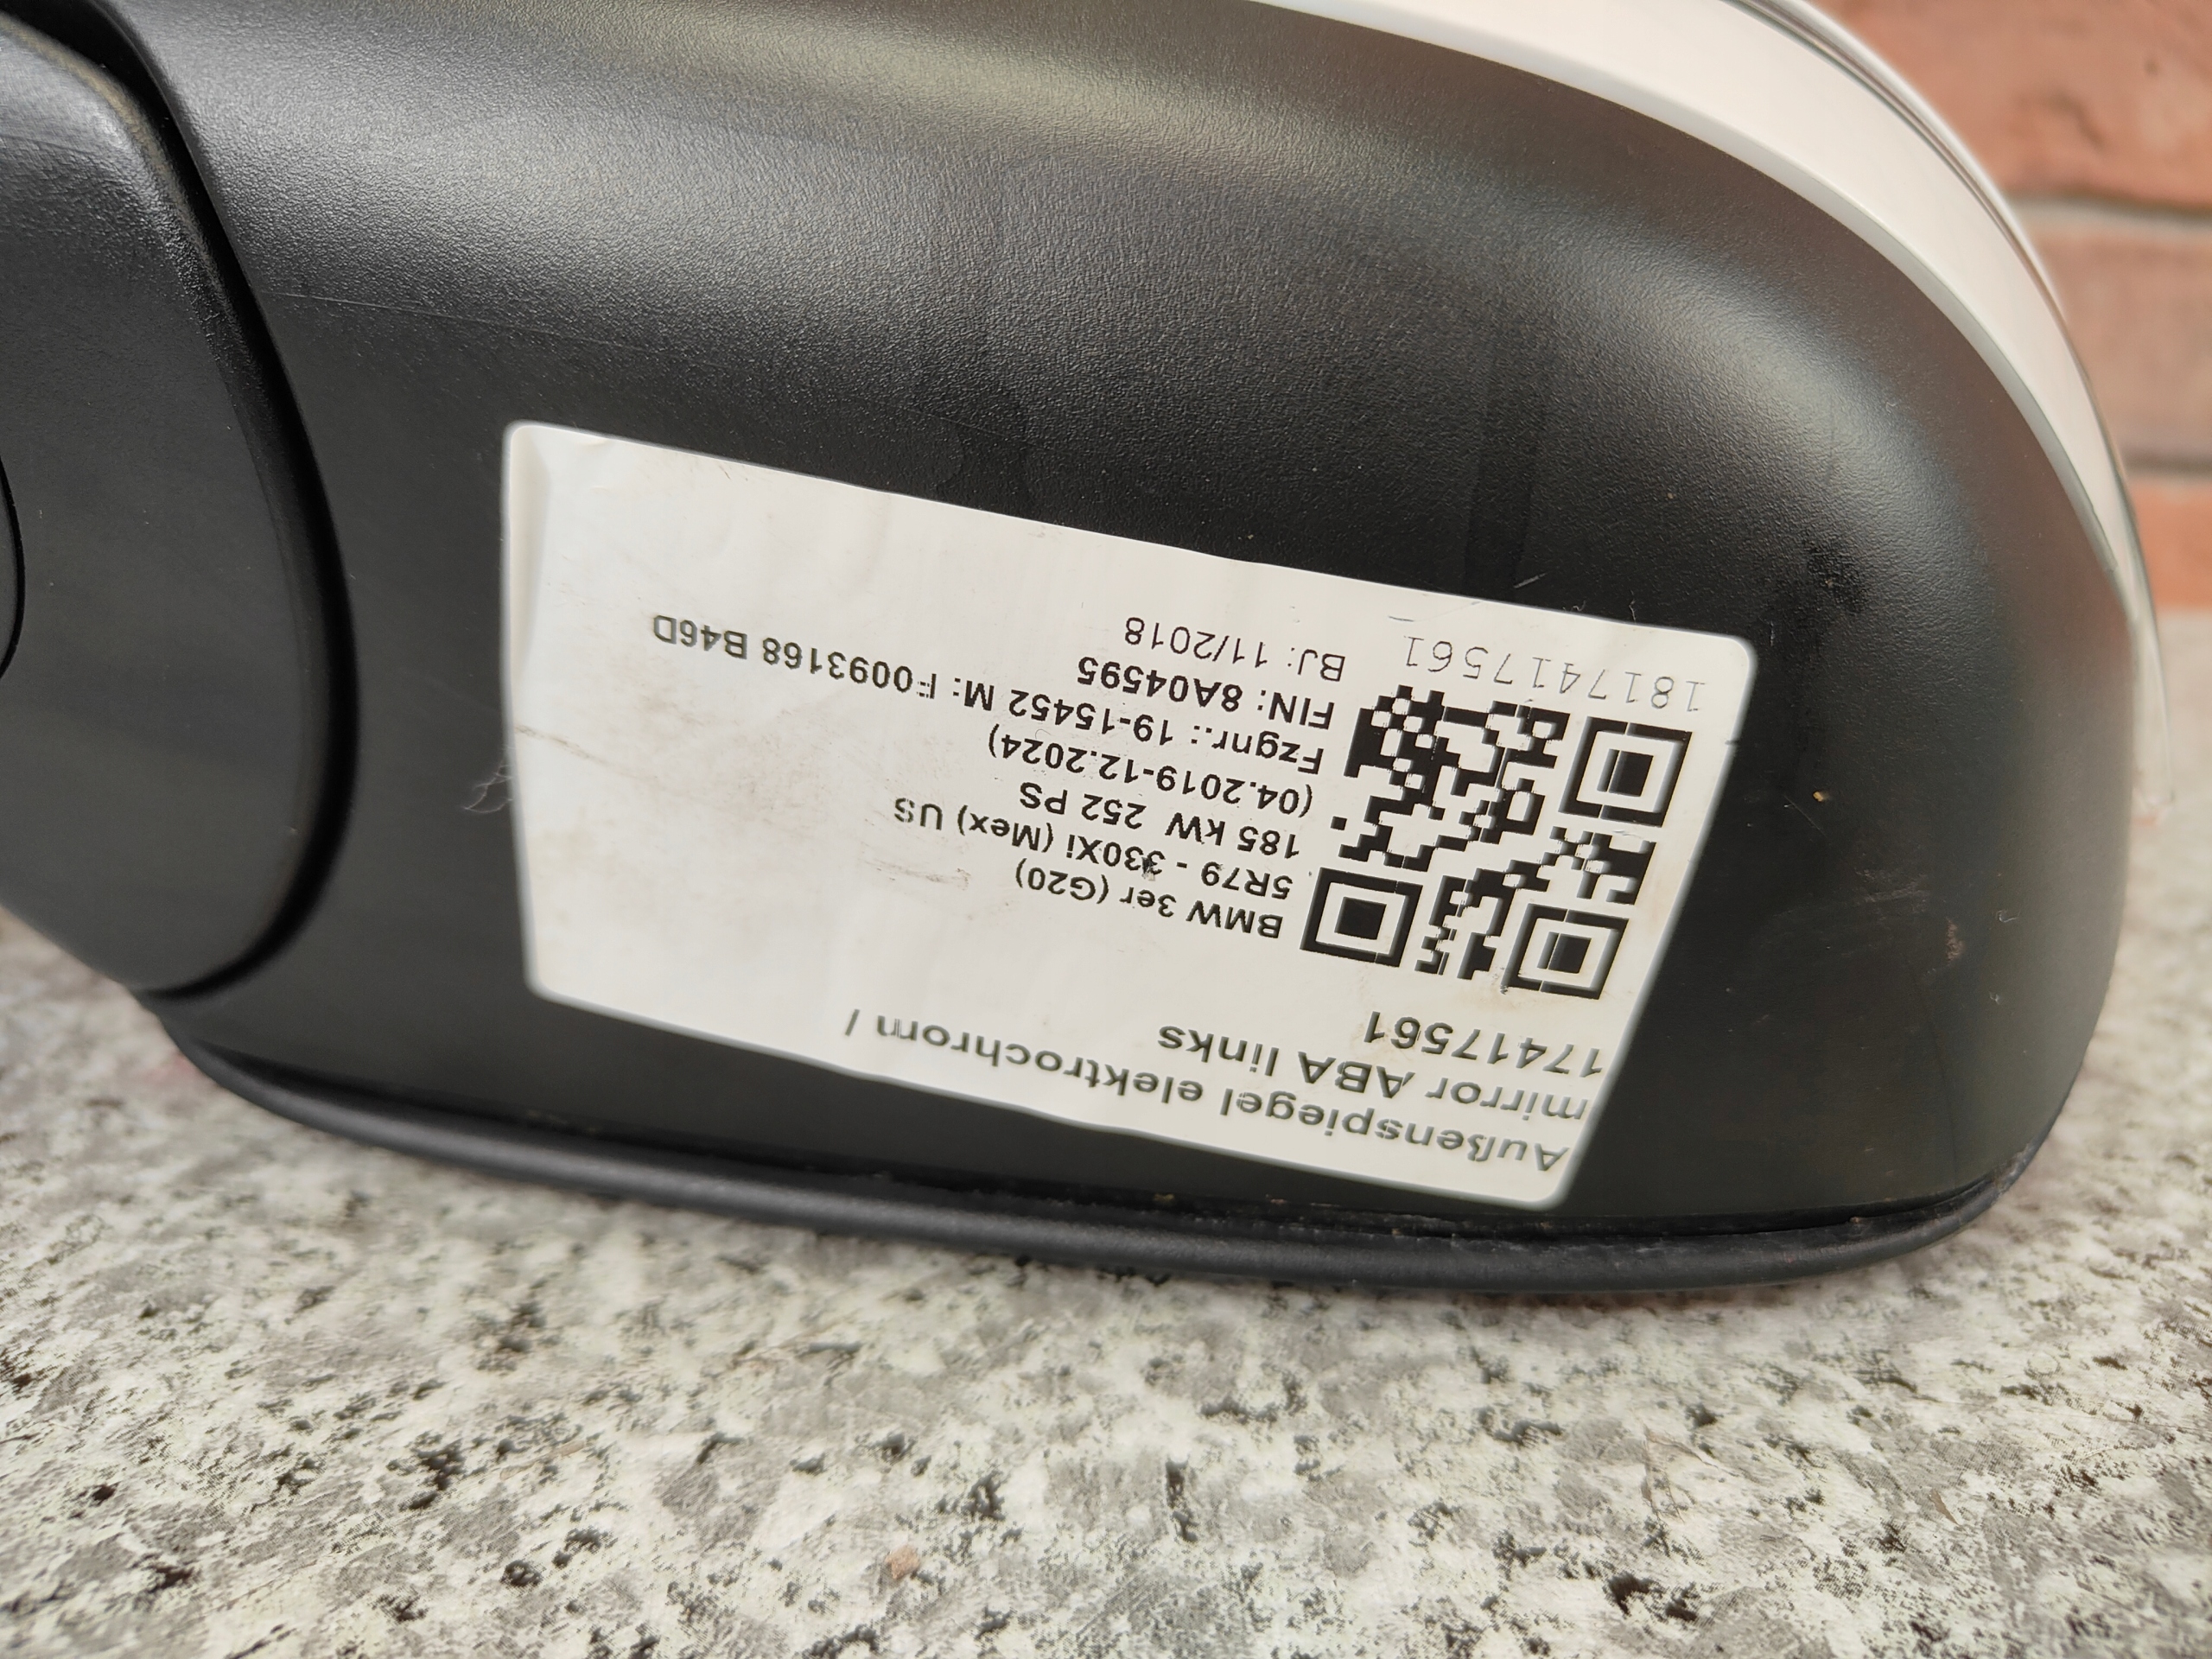 Außenspiegel elektrochrom /
mirror ABA links
17417561
BMW 3er (G20)
5R79 - 330Xi (Mex) US
185 kW 252 PS
(04.2019-12.2024)
Fzgnr.: 19-15452 M: F0093168 B46D
FIN: 8A04595
BJ: 11/2018
1817417561